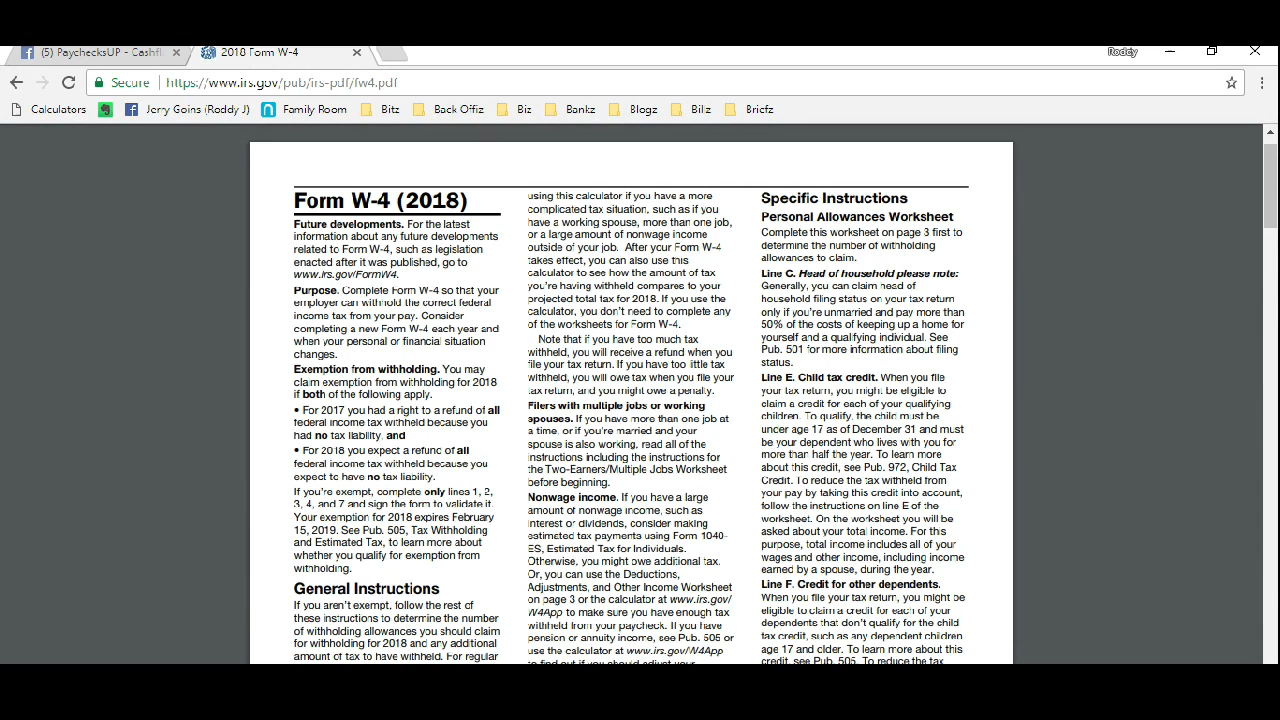 (5) PaychecksUP - Cashfl
2018 Form W-4
Roddy
Secure
https://www.irs.gov/pub/irs-pdf/fw4.pdf
Calculators
Jerry Goins (Roddy J)
Family Room
Bitz
Back Offiz
Biz
Bankz
Blogz
Billz
Briefz
Form W-4 (2018)
Future developments. For the latest
information about any future developments
related to Form W-4, such as legislation
enacted after it was published, go to
www.irs.gov/FormW4.
Purpose. Complete Form W-4 so that your
employer can withhold the correct federal
income tax from your pay. Consider
completing a new Form W-4 each year and
when your personal or financial situation
changes.
Exemption from withholding. You may
claim exemption from withholding for 2018
if both of the following apply.
• For 2017 you had a right to a refund of all
federal income tax withheld because you
had no tax liability, and
• For 2018 you expect a refund of all
federal income tax withheld because you
expect to have no tax liability.
If you're exempt, complete only lines 1, 2,
3, 4, and 7 and sign the form to validate it.
Your exemption for 2018 expires February
15, 2019. See Pub. 505, Tax Withholding
and Estimated Tax, to learn more about
whether you qualify for exemption from
withholding.
General Instructions
If you aren't exempt, follow the rest of
these instructions to determine the number
of withholding allowances you should claim
for withholding for 2018 and any additional
amount of tax to have withheld. For regular
using this calculator if you have a more
complicated tax situation, such as if you
have a working spouse, more than one job,
or a large amount of nonwage income
outside of your job. After your Form W-4
takes effect, you can also use this
calculator to see how the amount of tax
you're having withheld compares to your
projected total tax for 2018. If you use the
calculator, you don't need to complete any
of the worksheets for Form W-4.
Note that if you have too much tax
withheld, you will receive a refund when you
file your tax return. If you have too little tax
withheld, you will owe tax when you file your
tax return, and you might owe a penalty.
Filers with multiple jobs or working
spouses. If you have more than one job at
a time, or if you're married and your
spouse is also working, read all of the
instructions including the instructions for
the Two-Earners/Multiple Jobs Worksheet
before beginning.
Nonwage income. If you have a large
amount of nonwage income, such as
interest or dividends, consider making
estimated tax payments using Form 1040-
ES, Estimated Tax for Individuals.
Otherwise, you might owe additional tax.
Or, you can use the Deductions,
Adjustments, and Other Income Worksheet
on page 3 or the calculator at www.irs.gov/
W4App to make sure you have enough tax
withheld from your paycheck. If you have
pension or annuity income, see Pub. 505 or
use the calculator at www.irs.gov/W4App
to find out if you should adjust your
Specific Instructions
Personal Allowances Worksheet
Complete this worksheet on page 3 first to
determine the number of withholding
allowances to claim.
Line C. Head of household please note:
Generally, you can claim head of
household filing status on your tax return
only if you're unmarried and pay more than
50% of the costs of keeping up a home for
yourself and a qualifying individual. See
Pub. 501 for more information about filing
status.
Line E. Child tax credit. When you file
your tax return, you might be eligible to
claim a credit for each of your qualifying
children. To qualify, the child must be
under age 17 as of December 31 and must
be your dependent who lives with you for
more than half the year. To learn more
about this credit, see Pub. 972, Child Tax
Credit. To reduce the tax withheld from
your pay by taking this credit into account,
follow the instructions on line E of the
worksheet. On the worksheet you will be
asked about your total income. For this
purpose, total income includes all of your
wages and other income, including income
earned by a spouse, during the year.
Line F. Credit for other dependents.
When you file your tax return, you might be
eligible to claim a credit for each of your
dependents that don't qualify for the child
tax credit, such as any dependent children
age 17 and older. To learn more about this
credit, see Pub. 505. To reduce the tax